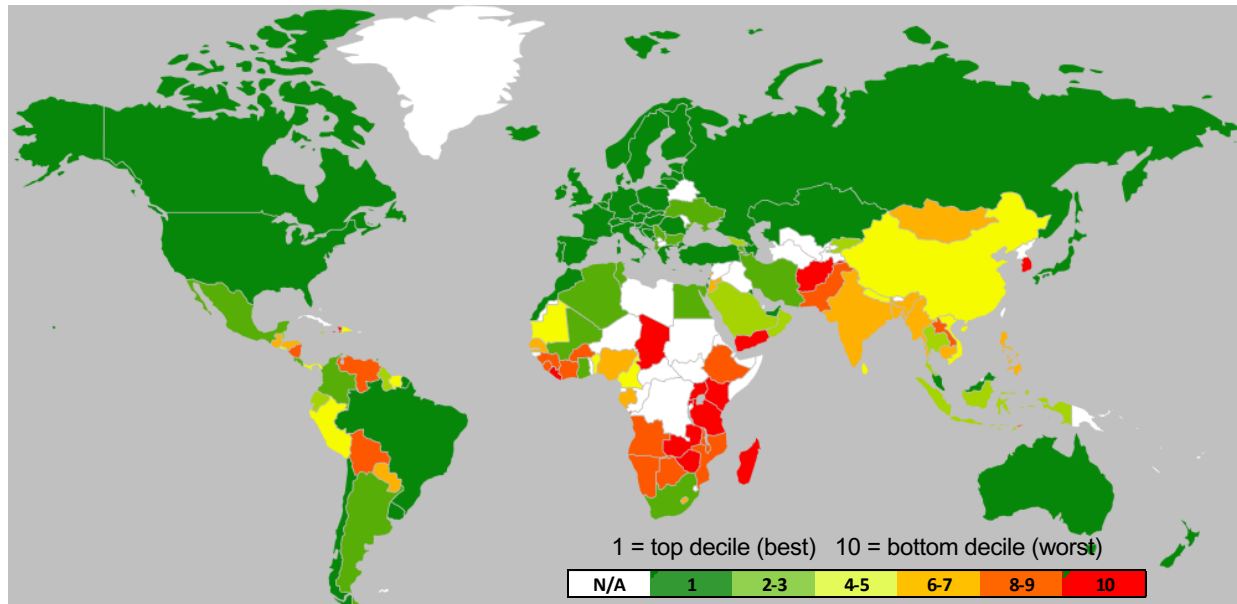 1 = top decile (best) 10 = bottom decile (worst)
N/A 1 2-3 4-5 6-7 8-9 10